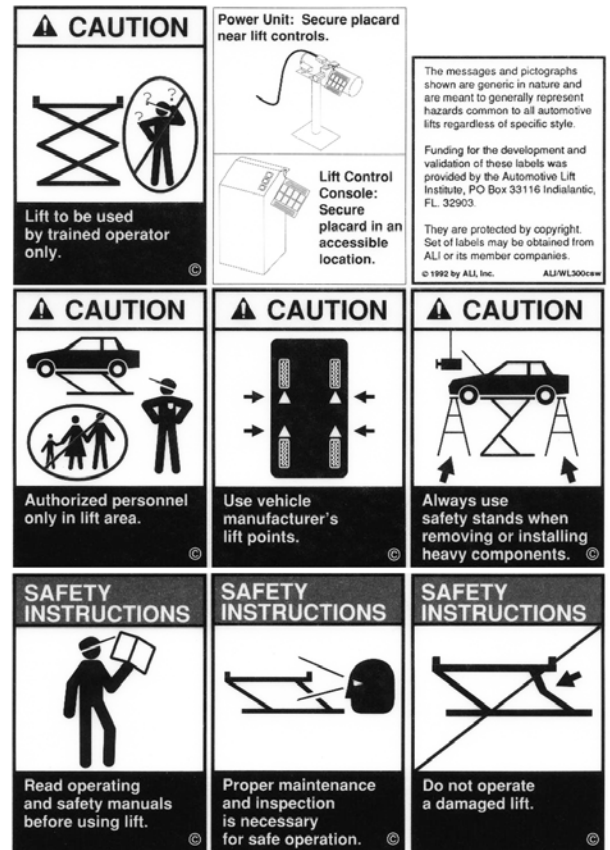 CAUTION
Lift to be used
by trained operator
only.
©
Power Unit: Secure placard
near lift controls.
Lift Control
Console:
Secure
placard in an
accessible
location.
The messages and pictographs
shown are generic in nature and
are meant to generally represent
hazards common to all automotive
lifts regardless of specific style.
Funding for the development and
validation of these labels was
provided by the Automotive Lift
Institute, PO Box 33116 Indialantic,
FL. 32903.
They are protected by copyright.
Set of labels may be obtained from
ALI or its member companies.
© 1992 by ALI, Inc. ALI/WL300csw
CAUTION
Authorized personnel
only in lift area.
©
CAUTION
Use vehicle
manufacturer's
lift points.
©
CAUTION
Always use
safety stands when
removing or installing
heavy components. ©
SAFETY
INSTRUCTIONS
Read operating
and safety manuals
before using lift.
©
SAFETY
INSTRUCTIONS
Proper maintenance
and inspection
is necessary
for safe operation. ©
SAFETY
INSTRUCTIONS
Do not operate
a damaged lift.
©